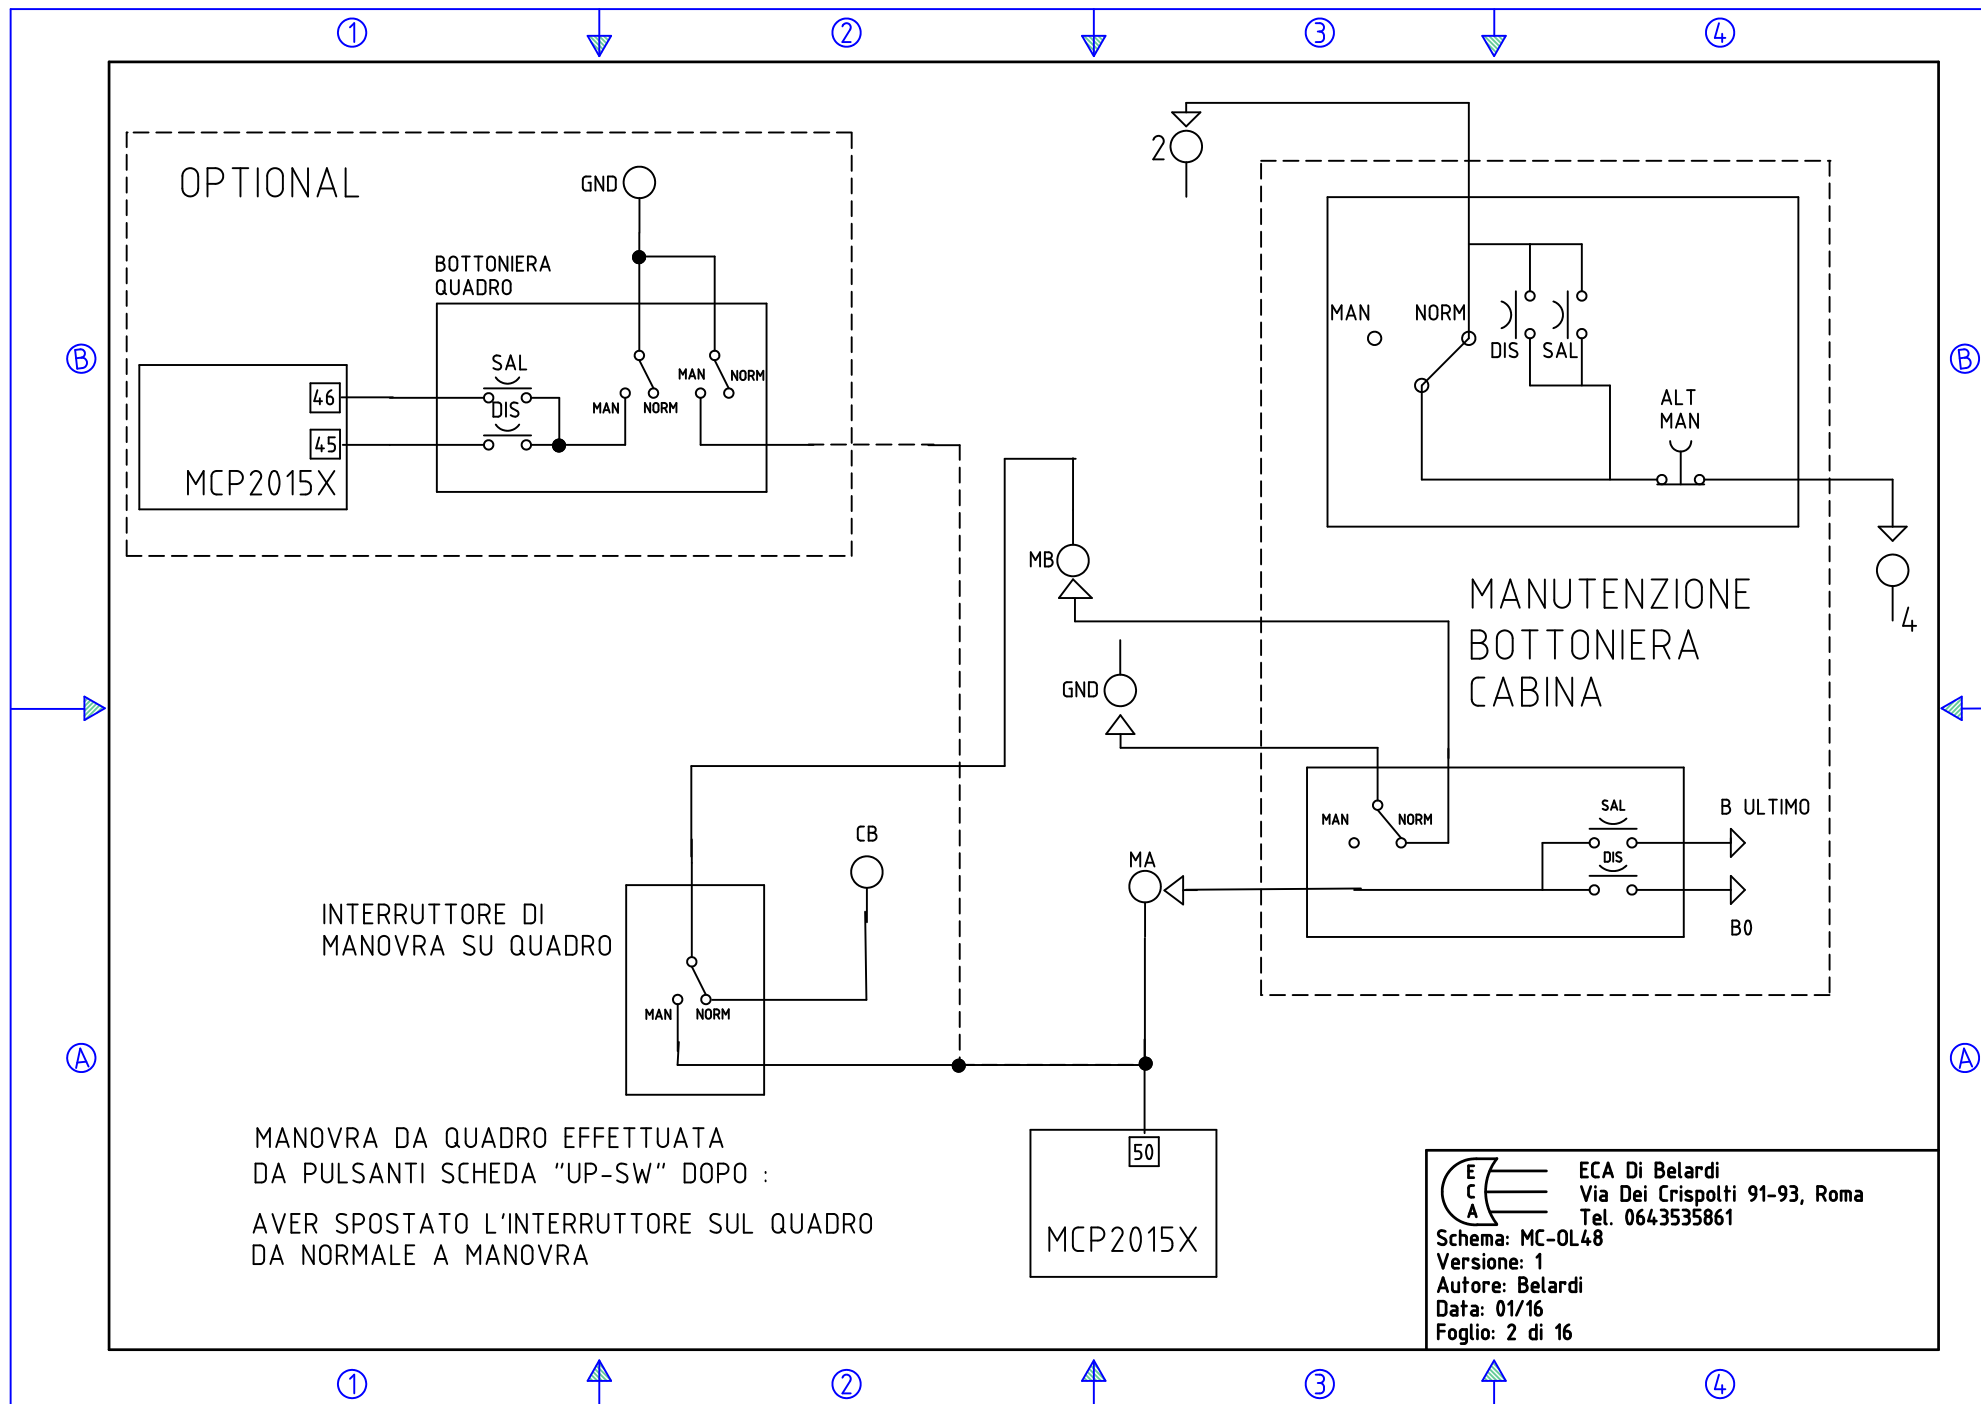 1 2 3 4
OPTIONAL
GND
BOTTONIERA
QUADRO
SAL
DIS
46
45
MCP2015X
MAN
NORM
MAN
NORM
2
MAN
NORM
DIS
SAL
ALT
MAN
4
B
B
MB
MANUTENZIONE
BOTTONIERA
CABINA
GND
MAN
NORM
SAL
DIS
B ULTIMO
B0
MA
CB
INTERRUTTORE DI
MANOVRA SU QUADRO
MAN
NORM
A
A
MANOVRA DA QUADRO EFFETTUATA
DA PULSANTI SCHEDA "UP-SW" DOPO :
AVER SPOSTATO L'INTERRUTTORE SUL QUADRO
DA NORMALE A MANOVRA
50
MCP2015X
E
C
A
ECA Di Belardi
Via Dei Crispolti 91-93, Roma
Tel. 0643535861
Schema: MC-OL48
Versione: 1
Autore: Belardi
Data: 01/16
Foglio: 2 di 16
1 2 3 4